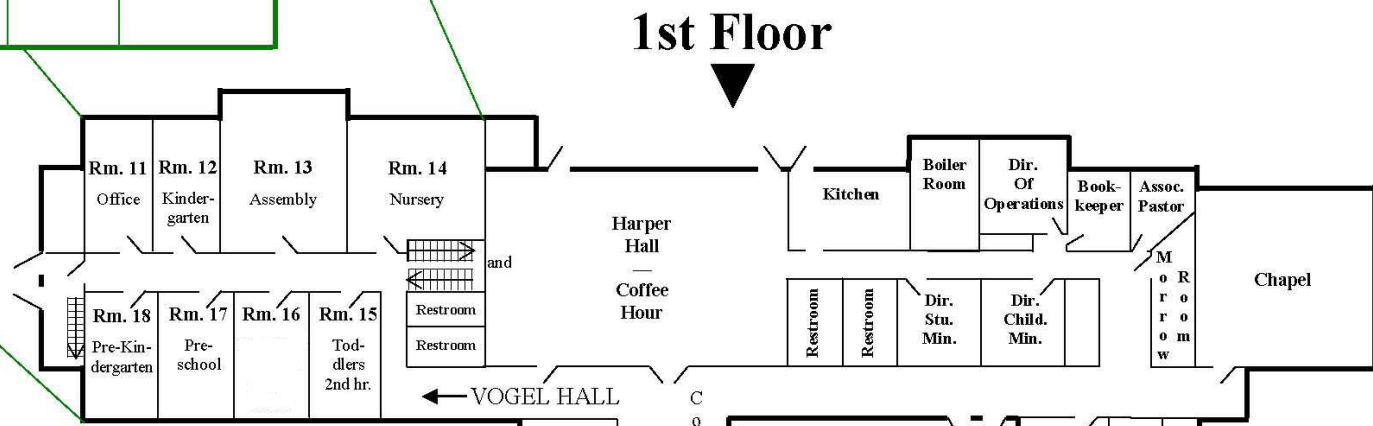 1st Floor
Rm. 11
Office
Rm. 12
Kinder-
garten
Rm. 13
Assembly
Rm. 14
Nursery
and
Restroom
Restroom
Rm. 18
Pre-Kin-
dergarten
Rm. 17
Pre-
school
Rm. 16
Rm. 15
Tod-
dlers
2nd hr.
Harper
Hall
—
Coffee
Hour
Kitchen
Boiler
Room
Dir.
Of
Operations
Book-
keeper
Assoc.
Pastor
Restroom
Restroom
Dir.
Stu.
Min.
Dir.
Child.
Min.
Morrow
Room
Chapel
VOGEL HALL
C
o